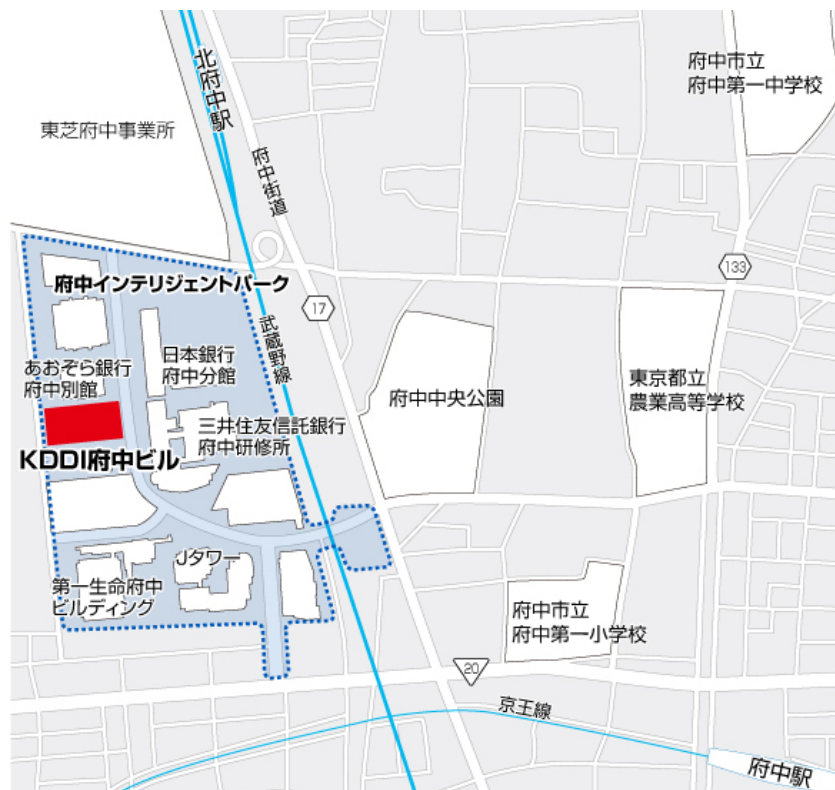 北府中駅
府中市立
府中第一中学校
東芝府中事業所
府中街道
133
府中インテリジェントパーク
17
武蔵野線
日本銀行
府中分館
あおぞら銀行
府中別館
東京都立
農業高等学校
府中中央公園
三井住友信託銀行
府中研修所
KDDI府中ビル
Jタワー
第一生命府中
ビルディング
府中市立
府中第一小学校
20
京王線
府中駅